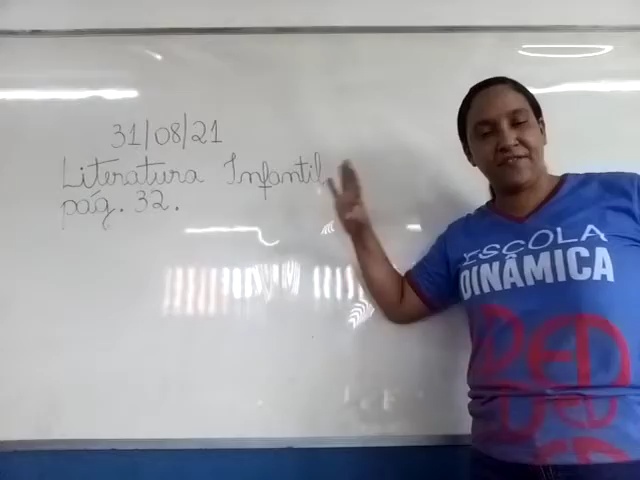 31/08/21
Literatura Infantil
pág. 32.
ESCOLA
DINÂMICA